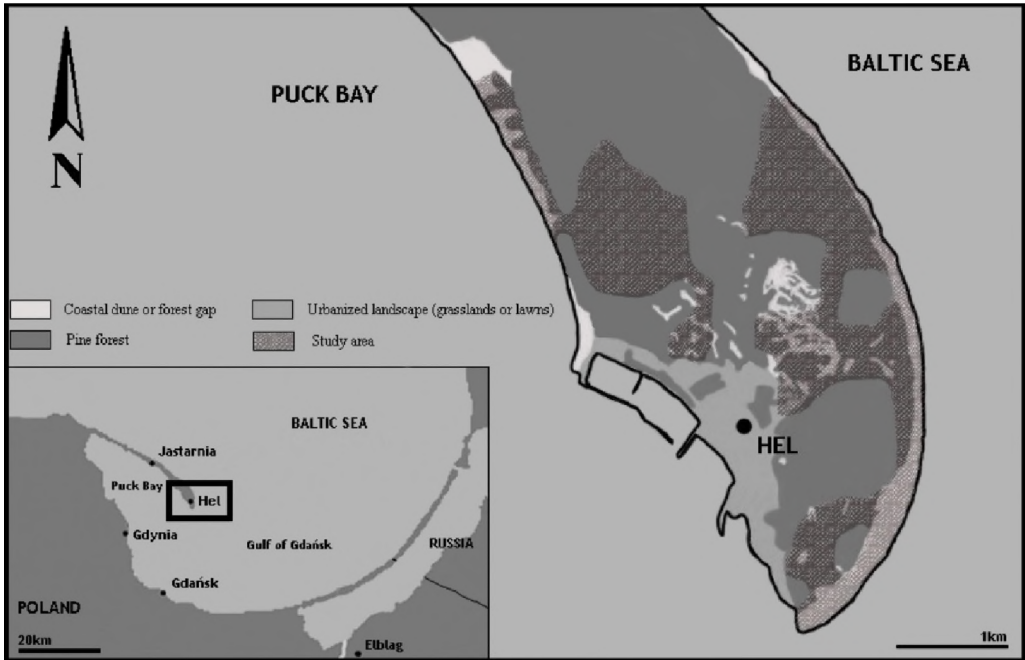 PUCK BAY
BALTIC SEA
N
Coastal dune or forest gap
Urbanized landscape (grasslands or lawns)
Pine forest
Study area
HEL
1km
BALTIC SEA
Jastarnia
Puck Bay
Hel
Gdynia
Gulf of Gdańsk
RUSSIA
Gdańsk
POLAND
20km
Elbląg